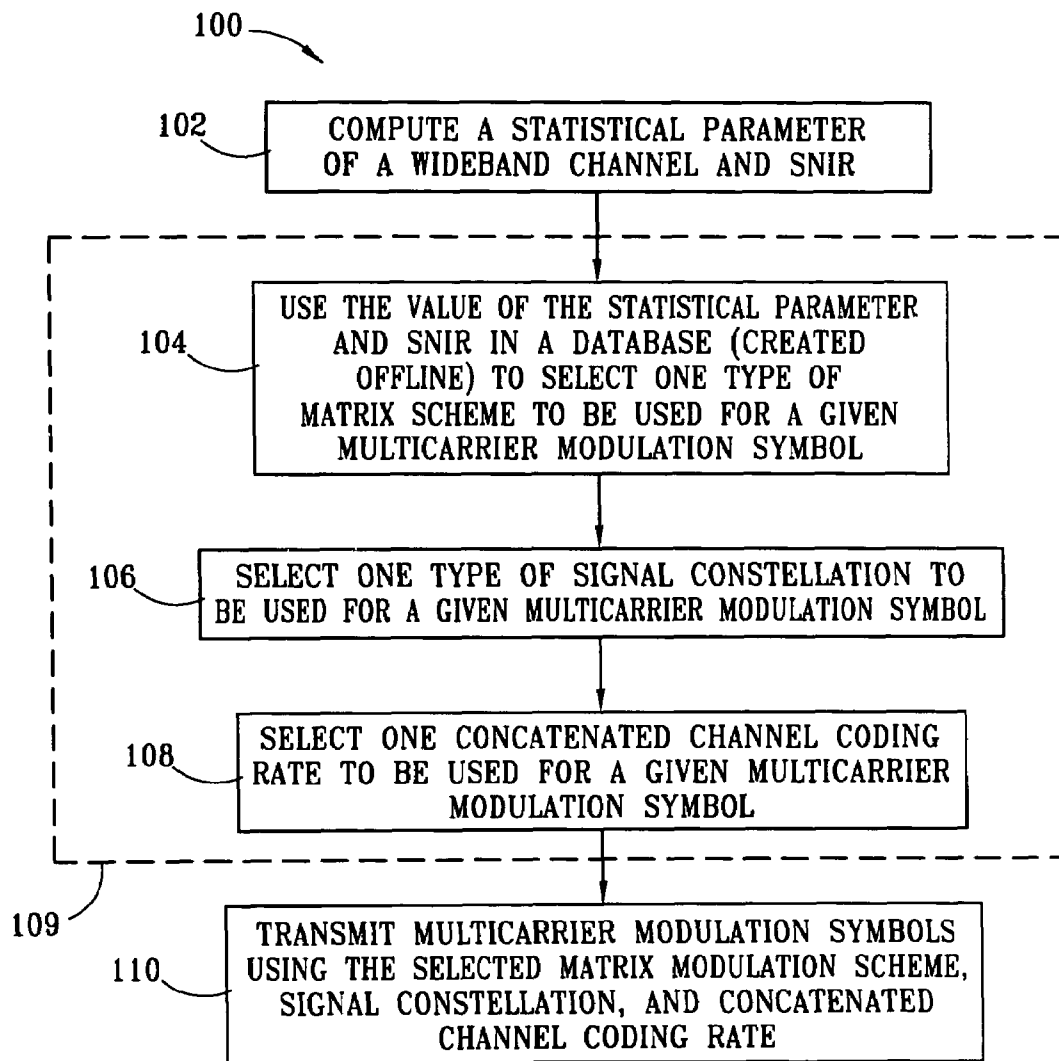 100
102
COMPUTE A STATISTICAL PARAMETER
OF A WIDEBAND CHANNEL AND SNIR
104
USE THE VALUE OF THE STATISTICAL PARAMETER
AND SNIR IN A DATABASE (CREATED
OFFLINE) TO SELECT ONE TYPE OF
MATRIX SCHEME TO BE USED FOR A GIVEN
MULTICARRIER MODULATION SYMBOL
106
SELECT ONE TYPE OF SIGNAL CONSTELLATION TO
BE USED FOR A GIVEN MULTICARRIER MODULATION SYMBOL
108
SELECT ONE CONCATENATED CHANNEL CODING
RATE TO BE USED FOR A GIVEN MULTICARRIER
MODULATION SYMBOL
109
110
TRANSMIT MULTICARRIER MODULATION SYMBOLS
USING THE SELECTED MATRIX MODULATION SCHEME,
SIGNAL CONSTELLATION, AND CONCATENATED
CHANNEL CODING RATE